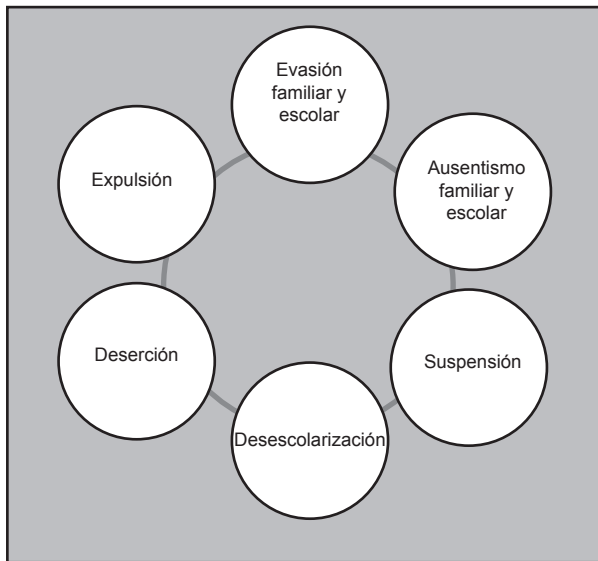 Evasión
familiar y
escolar
Ausentismo
familiar y
escolar
Suspensión
Desescolarización
Deserción
Expulsión